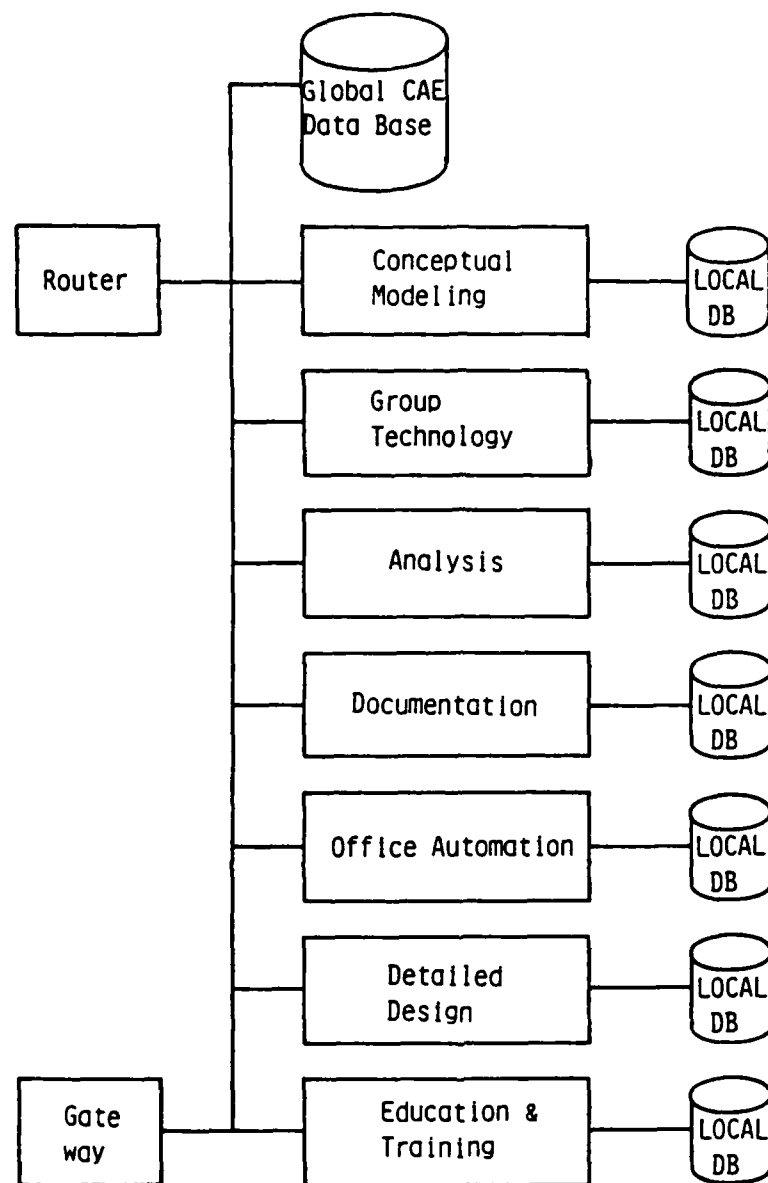 Global CAE
Data Base
Router
Conceptual
Modeling
LOCAL
DB
Group
Technology
LOCAL
DB
Analysis
LOCAL
DB
Documentation
LOCAL
DB
Office Automation
LOCAL
DB
Detailed
Design
LOCAL
DB
Gate
way
Education &
Training
LOCAL
DB